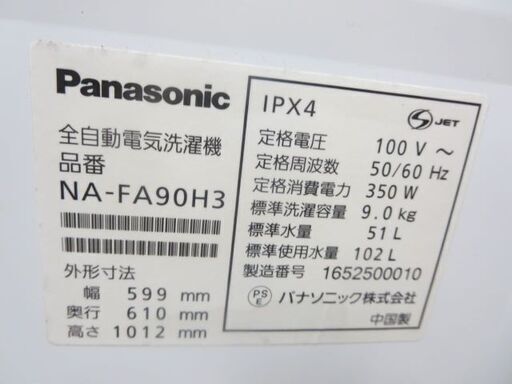 Panasonic
全自動電気洗濯機
品番
NA-FA90H3
外形寸法
幅 599 mm
奥行 610 mm
高さ 1012 mm
IPX4
S JET
定格電圧 100 V ～
定格周波数 50/60 Hz
定格消費電力 350 W
標準洗濯容量 9.0 kg
標準水量 51 L
標準使用水量 102 L
製造番号 1652500010
PS E パナソニック株式会社
中国製